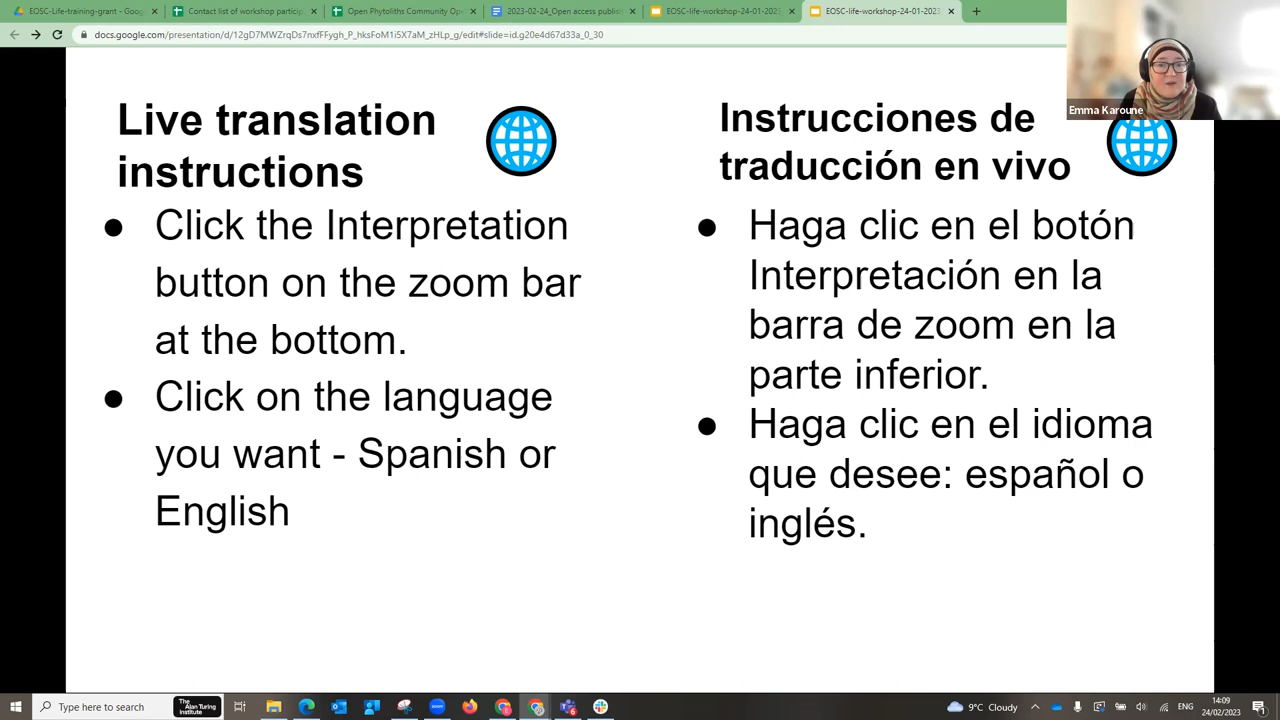 EOSC-Life-training-grant - Goo
Contact list of workshop particip
Open Phytoliths Community Op
2023-02-24_Open access publish
EOSC-life-workshop-24-01-2023
EOSC-life-workshop-24-01-2023
docs.google.com/presentation/d/12gD7MWZrqDs7nxfFFygh_P_hksFoM1i5X7aM_zHLp_g/edit#slide=id.g20e4d67d33a_0_30
Emma Karoune
Live translation
instructions
Click the Interpretation
button on the zoom bar
at the bottom.
Click on the language
you want - Spanish or
English
Instrucciones de
traducción en vivo
Haga clic en el botón
Interpretación en la
barra de zoom en la
parte inferior.
Haga clic en el idioma
que desee: español o
inglés.
Type here to search
The
Alan Turing
Institute
9°C Cloudy
14:09
24/02/2023